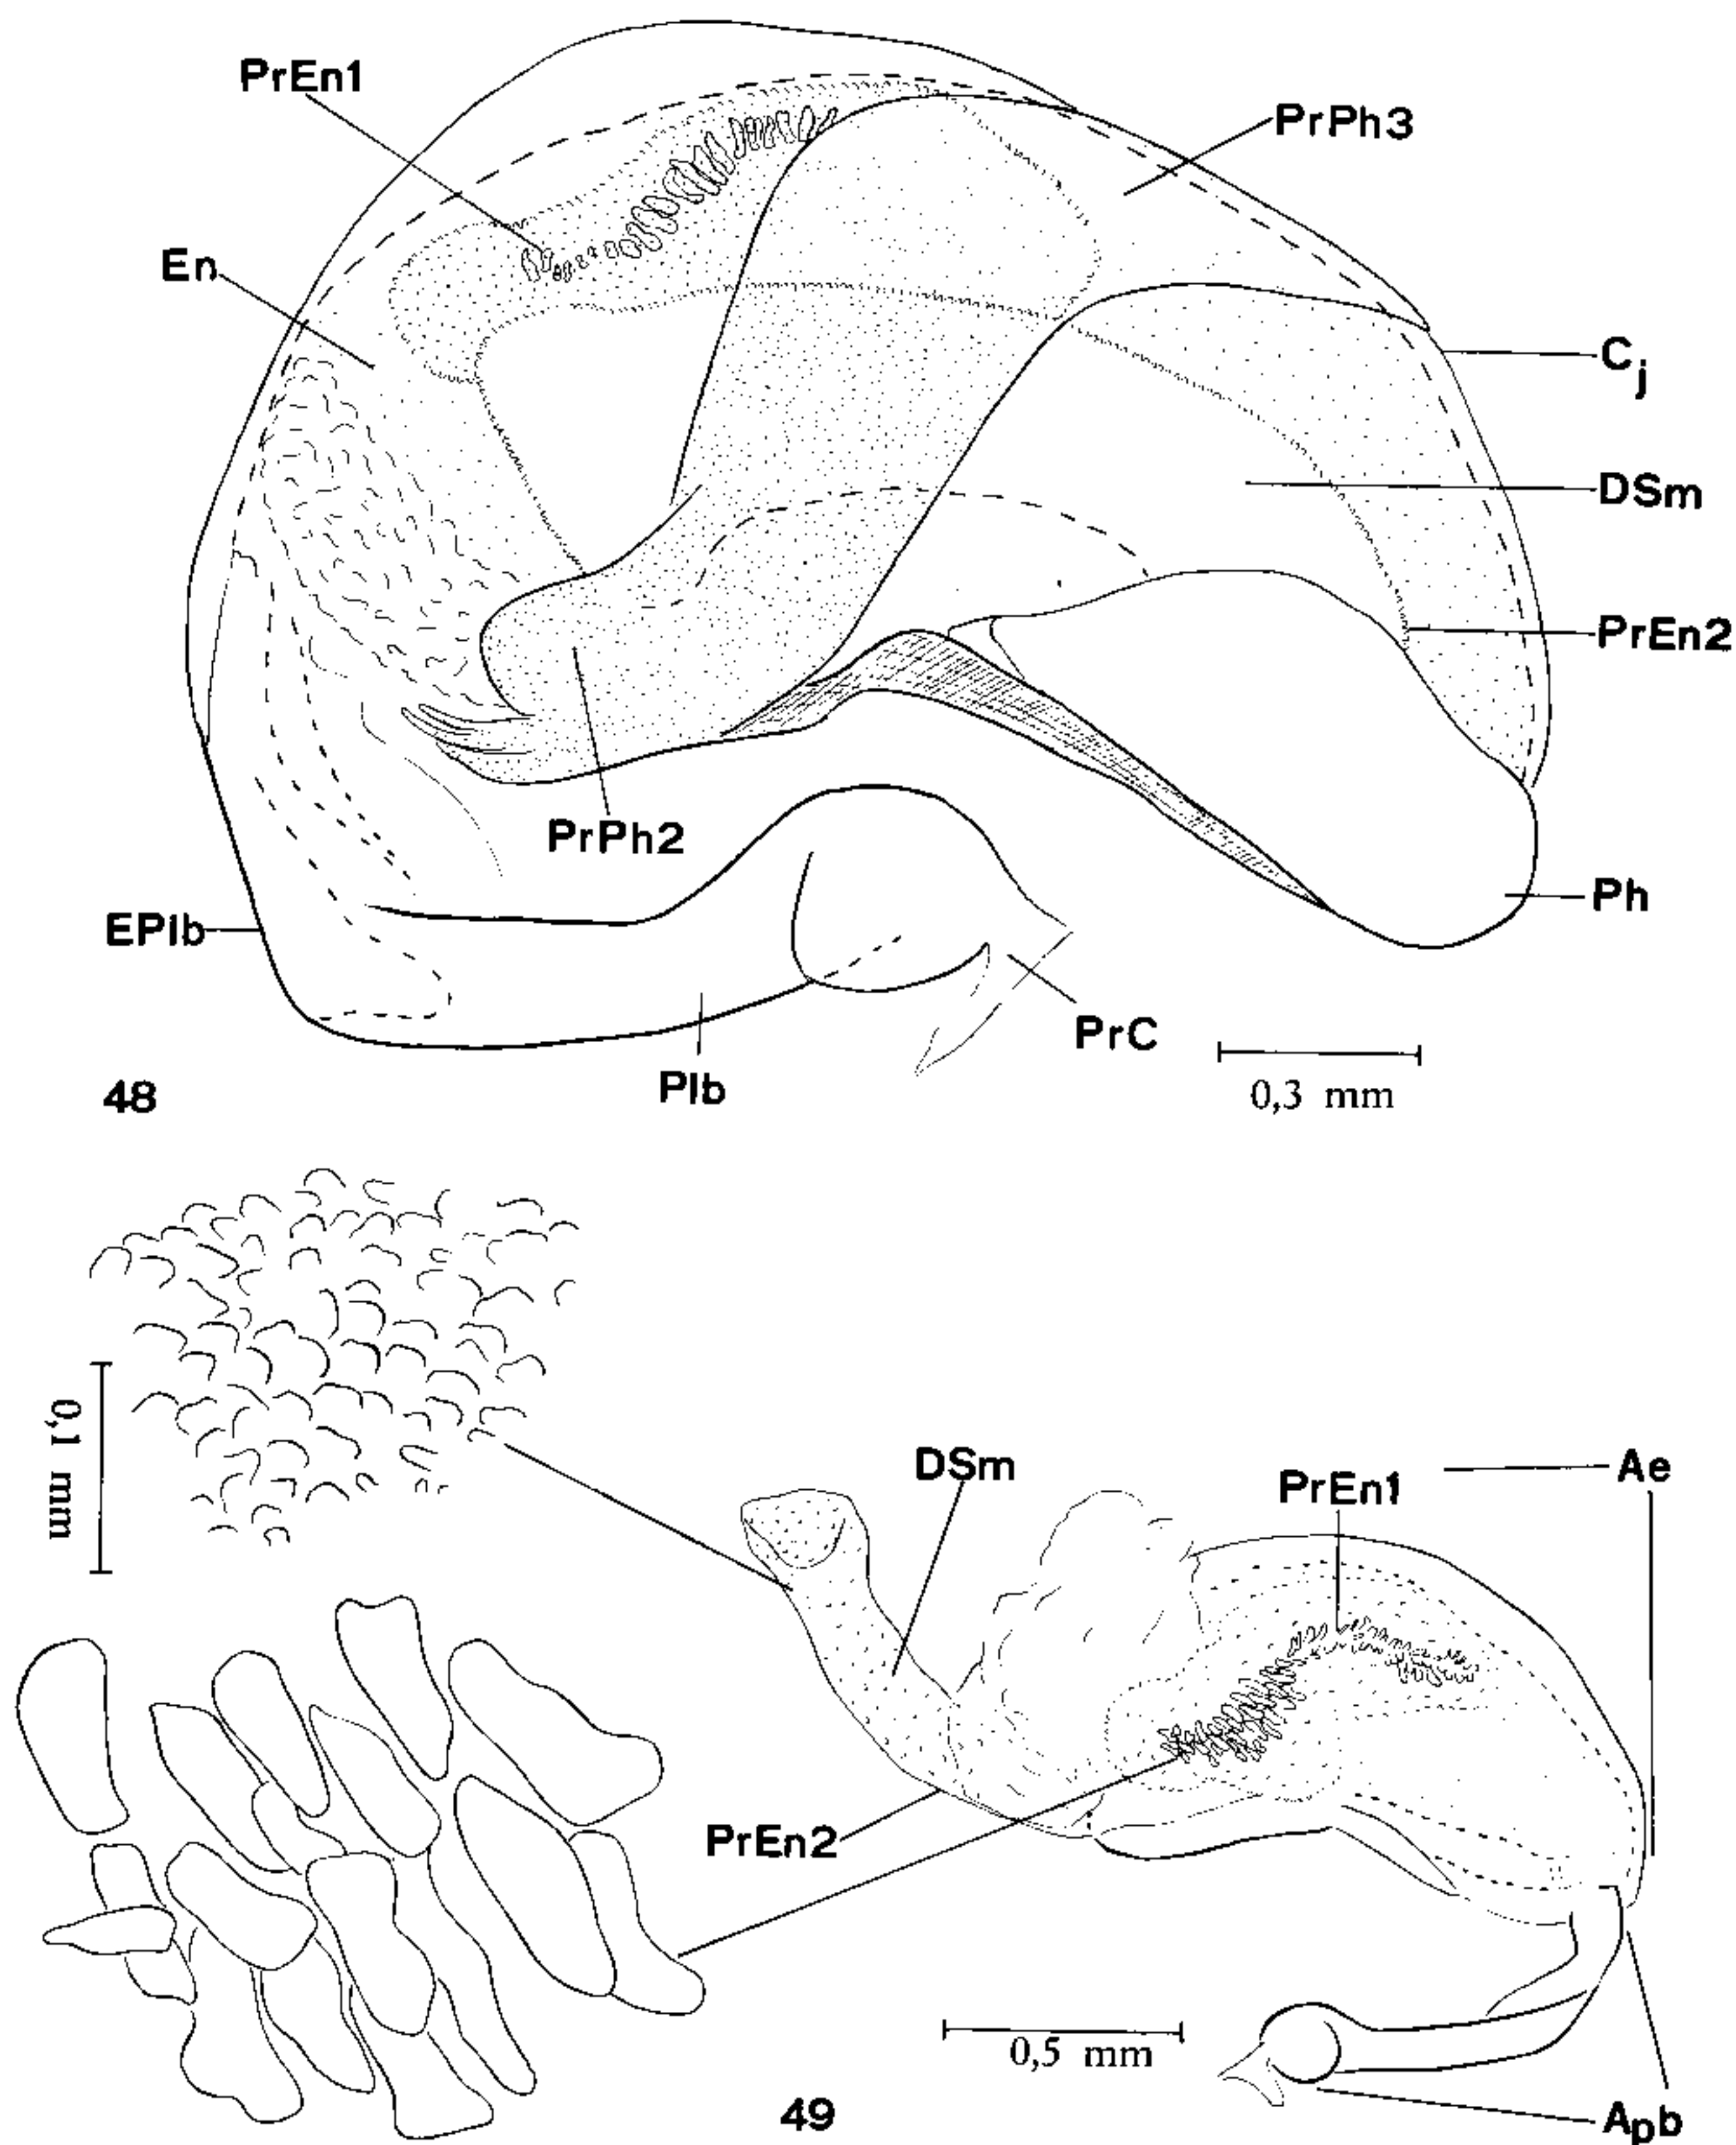 PrEn1
PrPh3
En
Cj
DSm
PrEn2
PrPh2
Ph
EPlb
PrC
Plb
0,3 mm
48
0,1 mm
DSm
PrEn1
Ae
PrEn2
0,5 mm
49
Apb